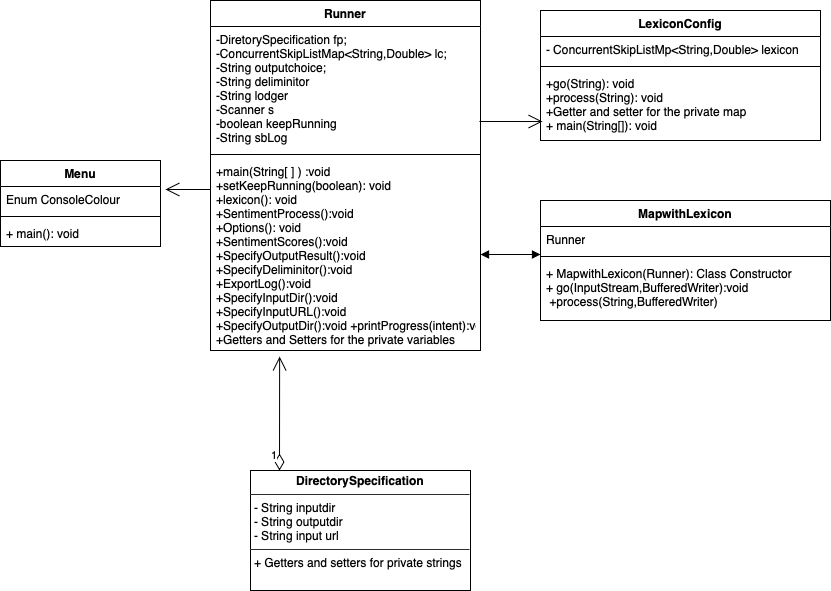 Runner
-DiretorySpecification fp;
-ConcurrentSkipListMap<String,Double> lc;
-String outputchoice;
-String deliminitor
-String lodger
-Scanner s
-boolean keepRunning
-String sbLog
+main(String[ ] ) :void
+setKeepRunning(boolean): void
+lexicon(): void
+SentimentProcess():void
+Options(): void
+SentimentScores():void
+SpecifyOutputResult():void
+SpecifyDeliminitor():void
+ExportLog():void
+SpecifyInputDir():void
+SpecifyInputURL():void
+SpecifyOutputDir():void +printProgress(intent):v
+Getters and Setters for the private variables
LexiconConfig
- ConcurrentSkipListMp<String,Double> lexicon
+go(String): void
+process(String): void
+Getter and setter for the private map
+ main(String[]): void
Menu
Enum ConsoleColour
+ main(): void
MapwithLexicon
Runner
+ MapwithLexicon(Runner): Class Constructor
+ go(InputStream,BufferedWriter):void
+process(String,BufferedWriter)
1
DirectorySpecification
- String inputdir
- String outputdir
- String input url
+ Getters and setters for private strings